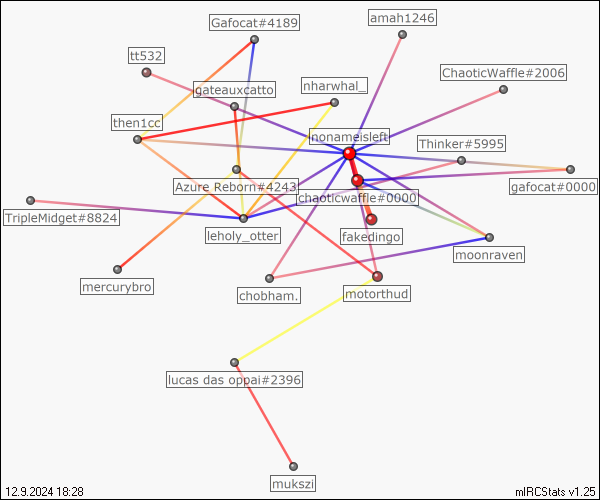 Gafocat#4189
amah1246
tt532
ChaoticWaffle#2006
gateauxcatto
nharwhal_
then1cc
nonameisleft
Thinker#5995
Azure Reborn#4243
gafocat#0000
chaoticwaffle#0000
TripleMidget#8824
leholy_otter
fakedingo
moonraven
mercurybro
chobham.
motorthud
lucas das oppai#2396
mukszi
12.9.2024 18:28
mIRCStats v1.25